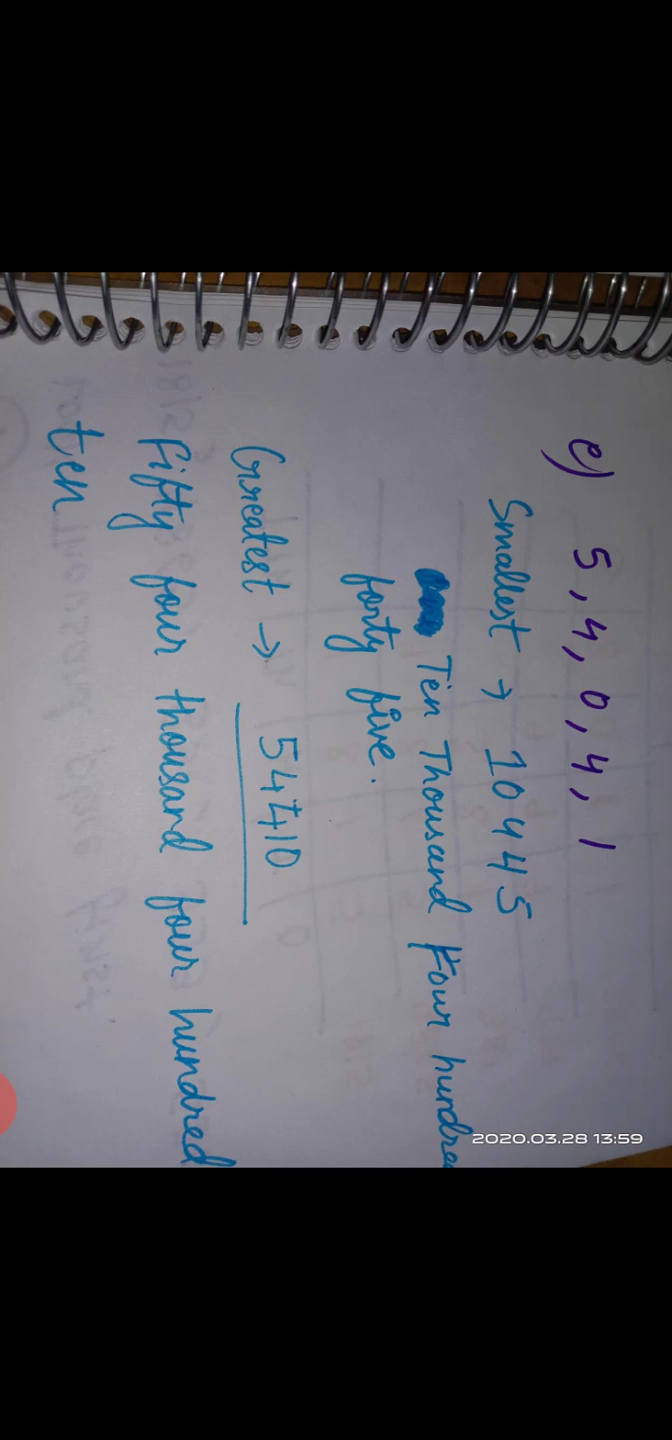 e) 5, 4, 0, 4, 1
Smallest → 10445
Ten Thousand Four hundred
forty five.
Greatest → 54410
Fifty four thousand four hundred
ten
2020.03.28 13:59